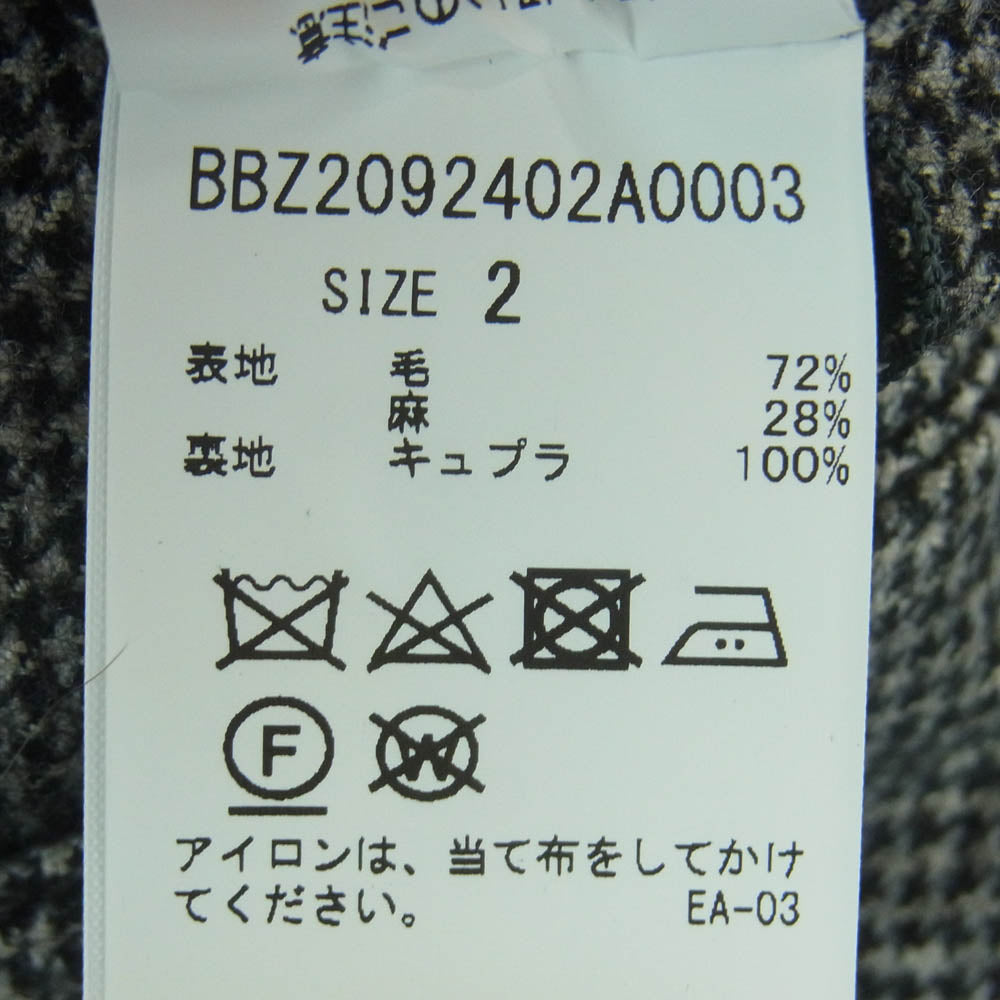 BBZ2092402A0003
SIZE 2
表地 毛 72%
麻 28%
裏地 キュプラ 100%
F W
アイロンは、当て布をしてかけ
てください。 EA-03